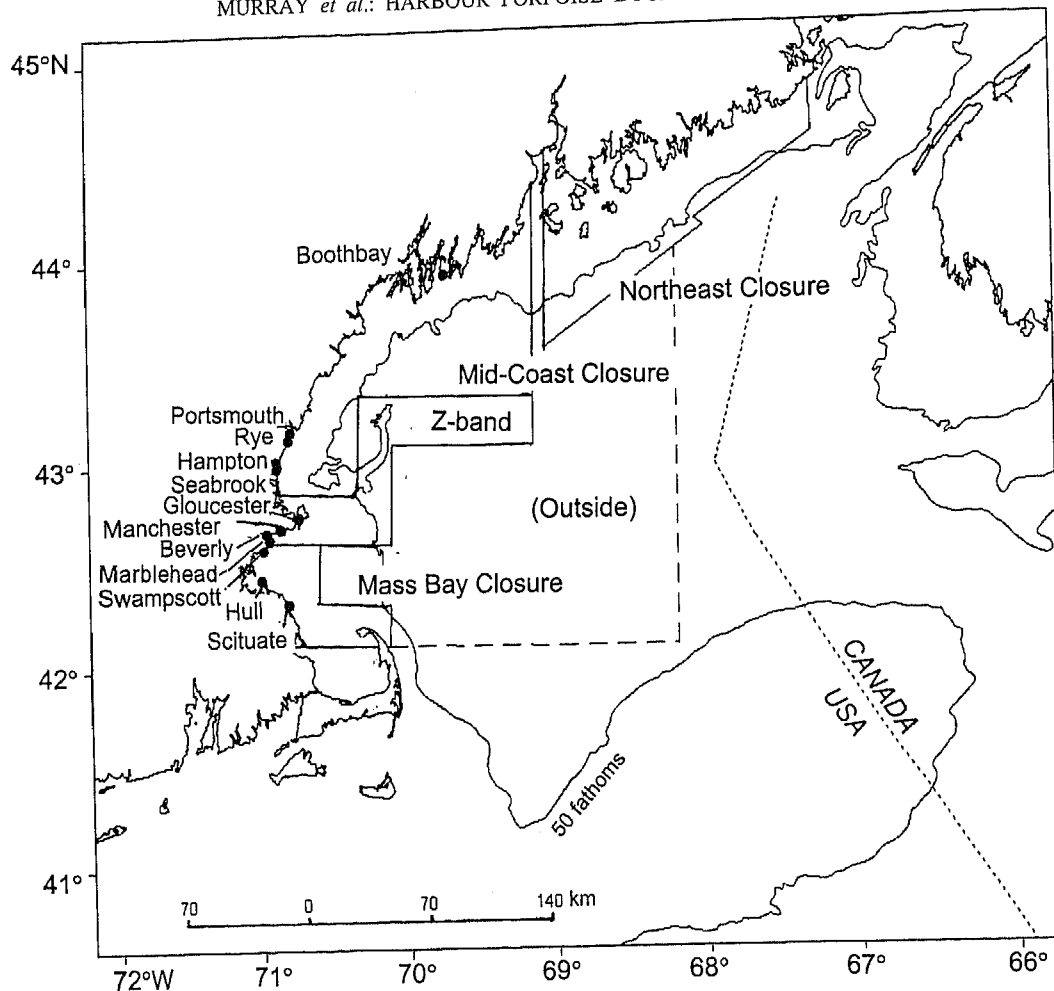 MURRAY et al.: HARBOUR PORPOISE
45°N
Boothbay
44°
Northeast Closure
Mid-Coast Closure
Portsmouth
Z-band
Rye
Hampton
43°
Seabrook
Gloucester
(Outside)
Manchester
Beverly
Marblehead
Mass Bay Closure
Swampscott
Hull
Scituate
42°
CANADA
USA
50 fathoms
41°
70 0 70 140 km
72°W 71° 70° 69° 68° 67° 66°